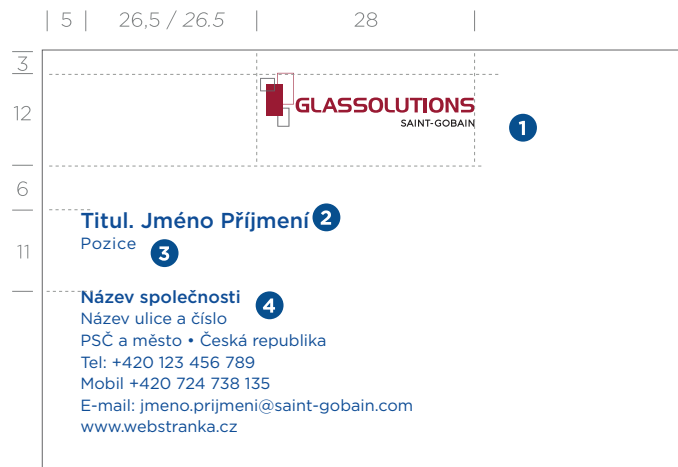 5 26,5 / 26.5 28
3
12
GLASSOLUTIONS
SAINT-GOBAIN
1
6
Titul. Jméno Příjmení 2
11
Pozice 3
Název společnosti 4
Název ulice a číslo
PSČ a město • Česká republika
Tel: +420 123 456 789
Mobil +420 724 738 135
E-mail: jmeno.prijmeni@saint-gobain.com
www.webstranka.cz